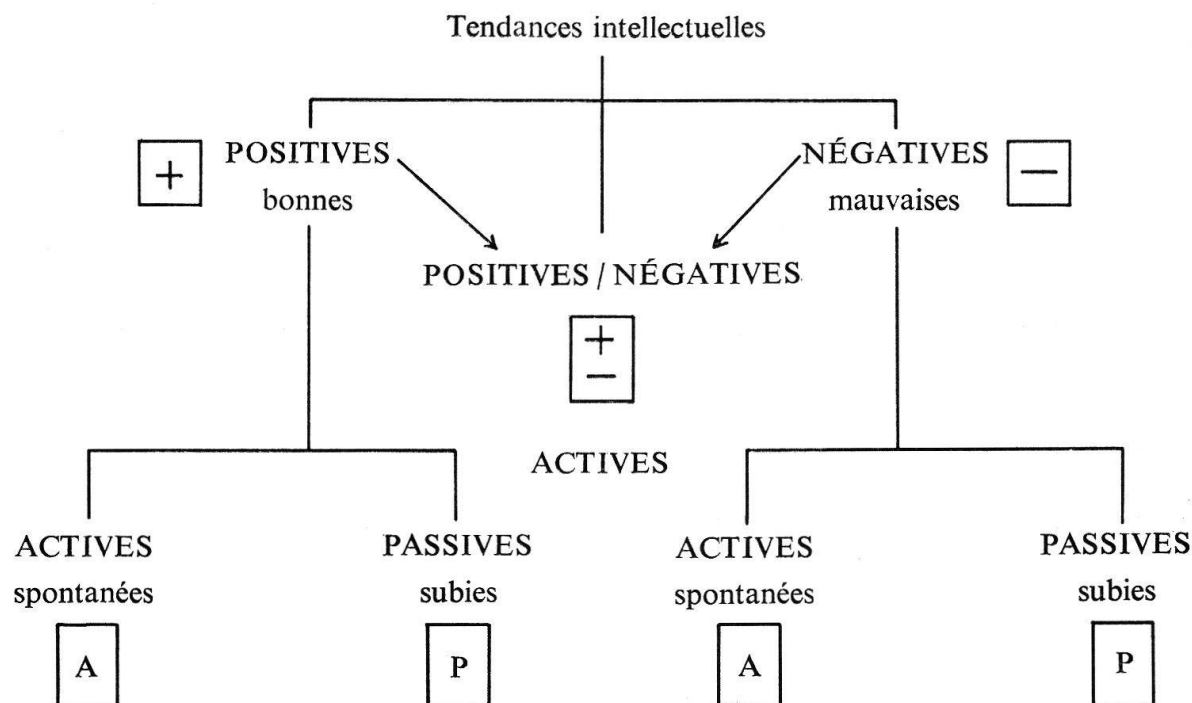 Tendances intellectuelles
+ POSITIVES NÉGATIVES —
bonnes mauvaises
POSITIVES / NÉGATIVES
+
—
ACTIVES
ACTIVES PASSIVES ACTIVES PASSIVES
spontanées subies spontanées subies
A P A P